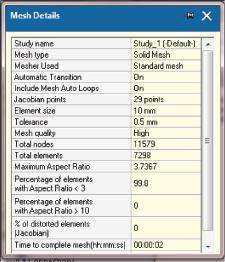 Mesh Details
Study name Study_1 (-Default-)
Mesh type Solid Mesh
Mesher Used Standard mesh
Automatic Transition On
Include Mesh Auto Loops On
Jacobian points 29 points
Element size 10 mm
Tolerance 0.5 mm
Mesh quality High
Total nodes 11579
Total elements 7298
Maximum Aspect Ratio 3.7367
Percentage of elements
with Aspect Ratio < 3 99.8
Percentage of elements
with Aspect Ratio > 10 0
% of distorted elements
(Jacobian) 0
Time to complete mesh(hh:mm:ss) 00:00:02